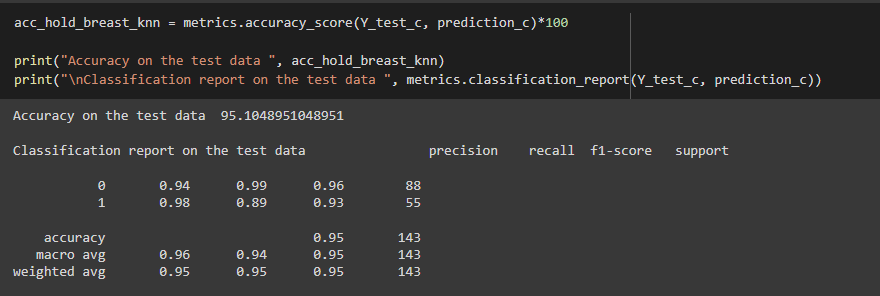 acc_hold_breast_knn = metrics.accuracy_score(Y_test_c, prediction_c)*100
print("Accuracy on the test data ", acc_hold_breast_knn)
print("\nClassification report on the test data ", metrics.classification_report(Y_test_c, prediction_c))
Accuracy on the test data  95.1048951048951
Classification report on the test data                precision    recall  f1-score   support
           0       0.94      0.99      0.96        88
           1       0.98      0.89      0.93        55
    accuracy                           0.95       143
   macro avg       0.96      0.94      0.95       143
weighted avg       0.95      0.95      0.95       143